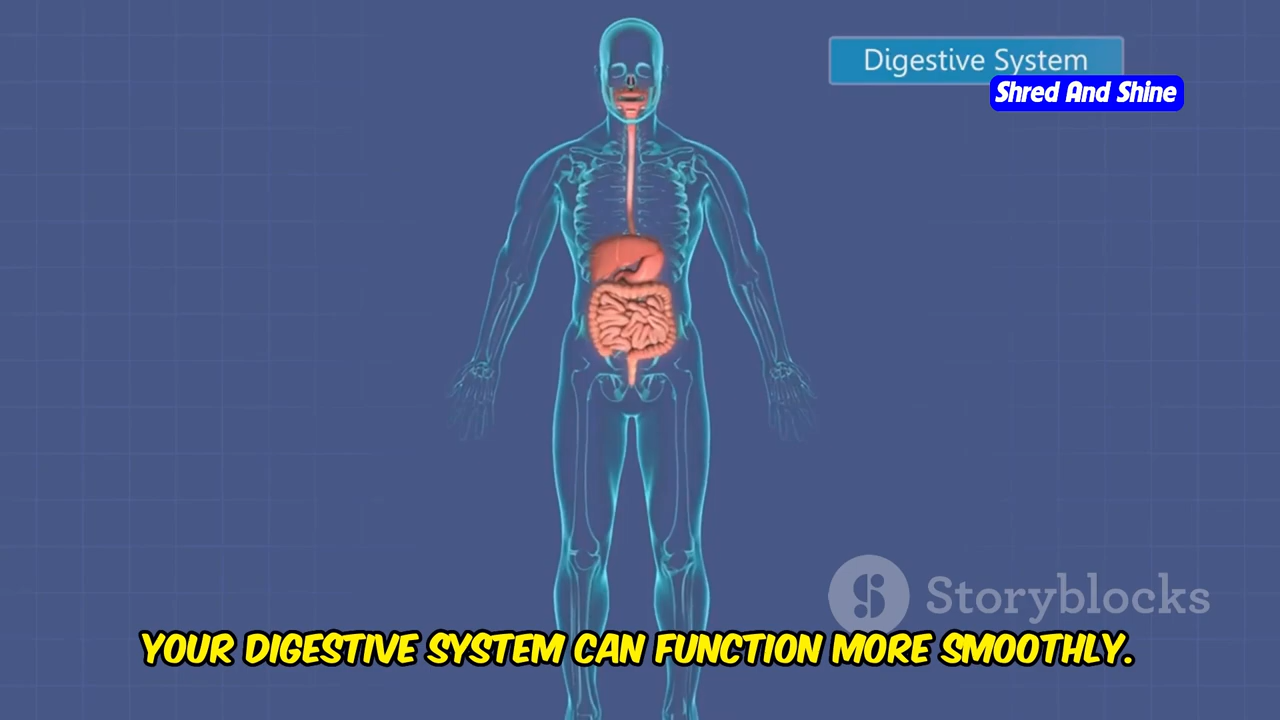 Digestive System
Shred And Shine
Storyblocks
YOUR DIGESTIVE SYSTEM CAN FUNCTION MORE SMOOTHLY.